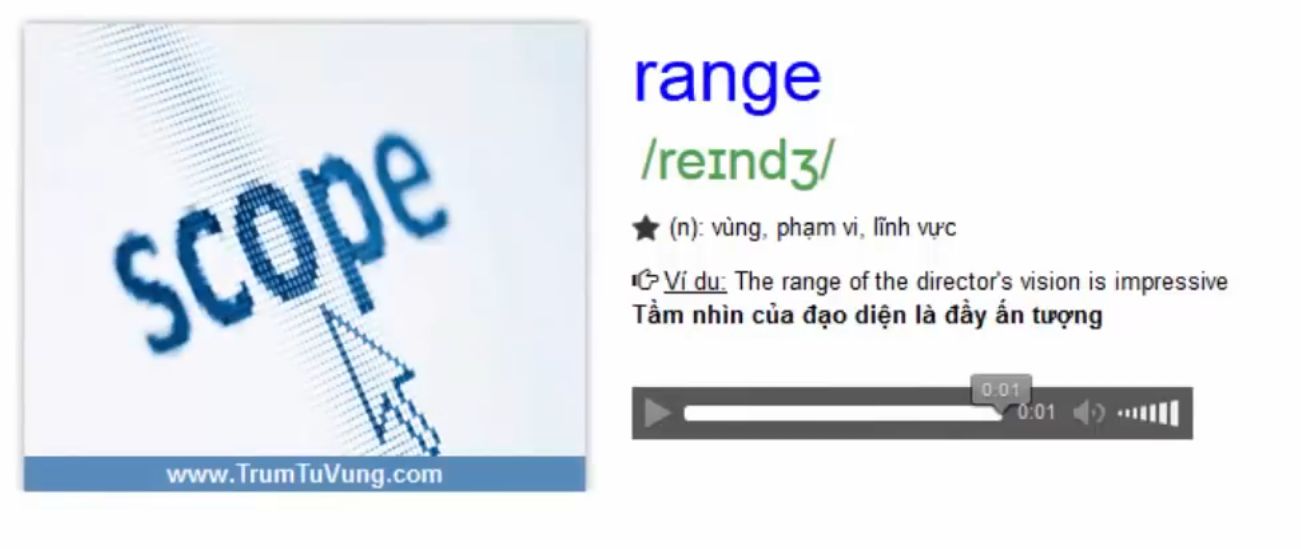 scope
www.TrumTuVung.com
range
/reɪndʒ/
(n): vùng, phạm vi, lĩnh vực
Ví dụ: The range of the director's vision is impressive
Tầm nhìn của đạo diện là đầy ấn tượng
0:01
0:01